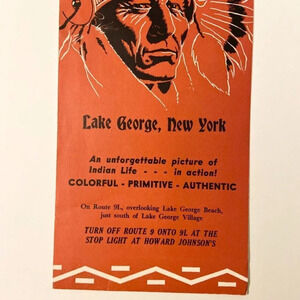 Lake George, New York
An unforgettable picture of
Indian Life - - - in action!
COLORFUL - PRIMITIVE - AUTHENTIC
On Route 9L, overlooking Lake George Beach,
just south of Lake George Village
TURN OFF ROUTE 9 ONTO 9L AT THE
STOP LIGHT AT HOWARD JOHNSON'S